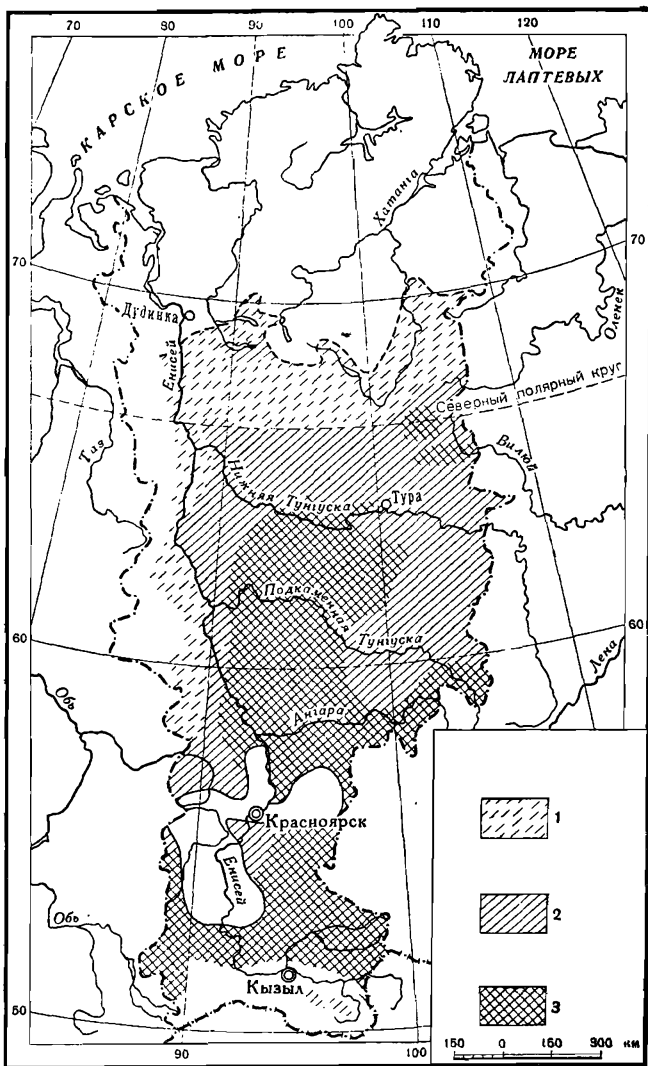 70 80 90 100 110
МОРЕ
ЛАПТЕВЫХ
КАРСКОЕ МОРЕ
Хатанга
120
70
70
Дудинка
Оленек
Енисей
Северный полярный круг
Таз
Вилюй
Нижняя Тунгуска
Тура
130
Подкаменная
Тунгуска
60
60
Лена
Обь
Ангара
1
Красноярск
Енисей
2
Обь
Кызыл
3
50
150 0 150 300 км
90 100